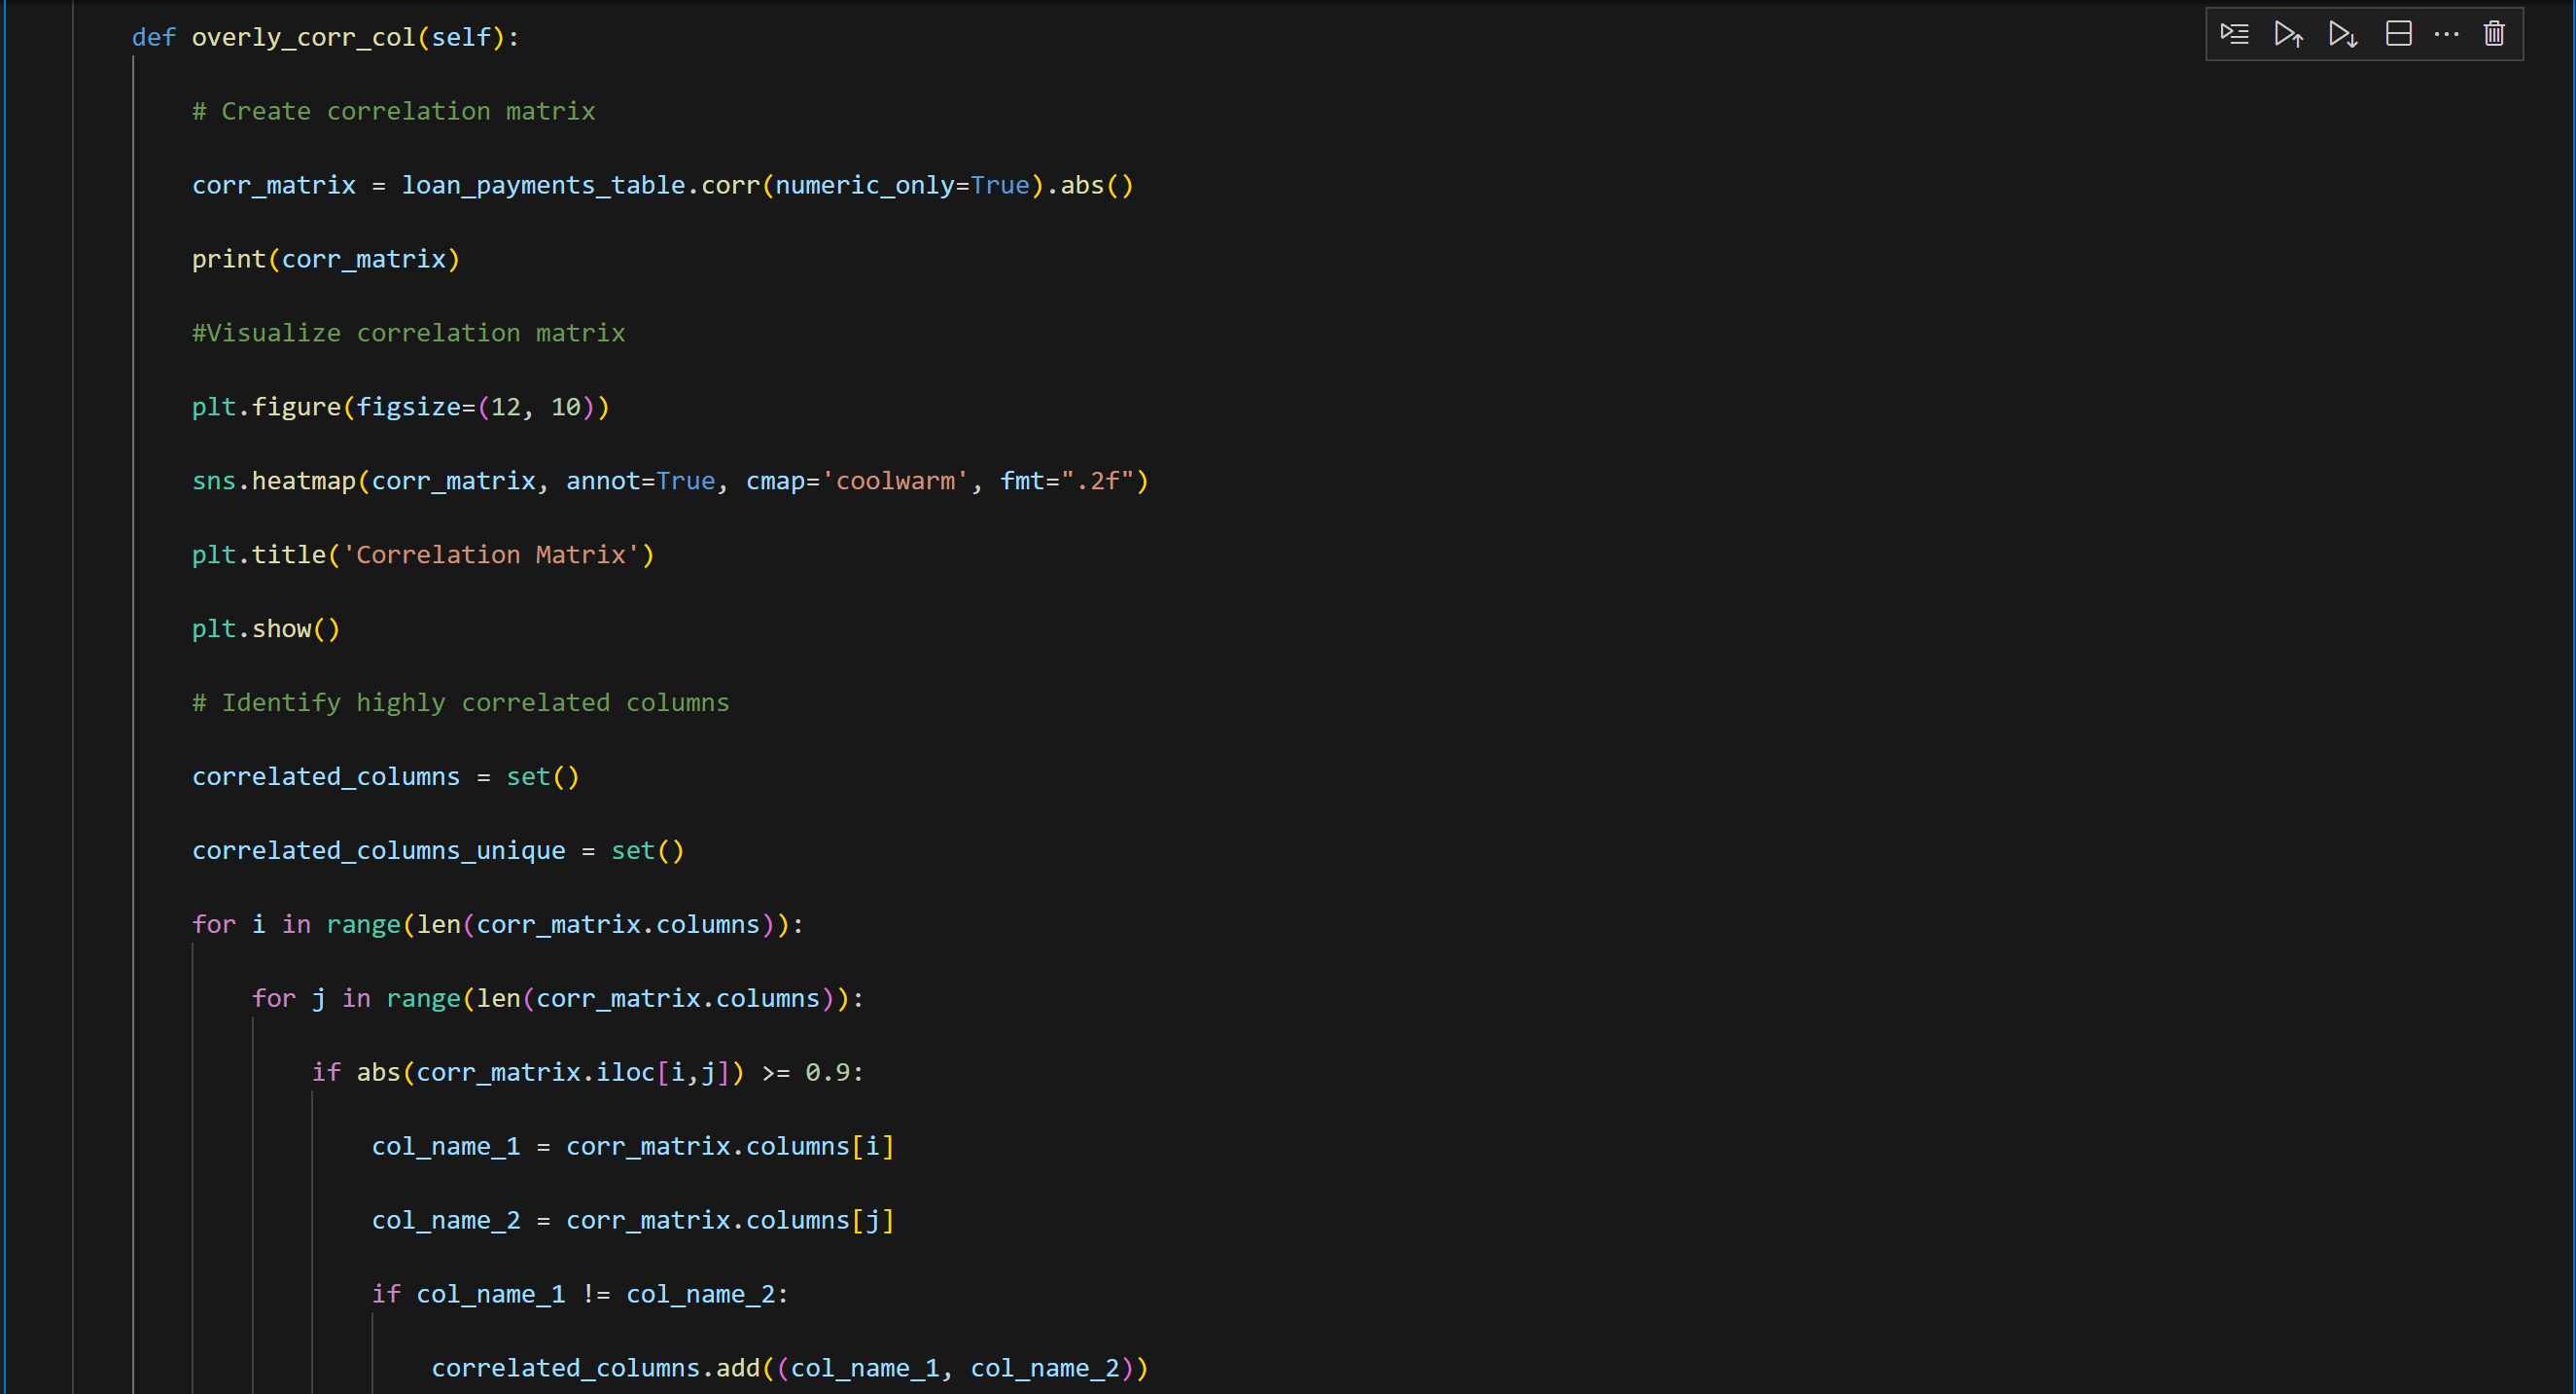 def overly_corr_col(self):
# Create correlation matrix
corr_matrix = loan_payments_table.corr(numeric_only=True).abs()
print(corr_matrix)
#Visualize correlation matrix
plt.figure(figsize=(12, 10))
sns.heatmap(corr_matrix, annot=True, cmap='coolwarm', fmt=".2f")
plt.title('Correlation Matrix')
plt.show()
# Identify highly correlated columns
correlated_columns = set()
correlated_columns_unique = set()
for i in range(len(corr_matrix.columns)):
for j in range(len(corr_matrix.columns)):
if abs(corr_matrix.iloc[i,j]) >= 0.9:
col_name_1 = corr_matrix.columns[i]
col_name_2 = corr_matrix.columns[j]
if col_name_1 != col_name_2:
correlated_columns.add((col_name_1, col_name_2))